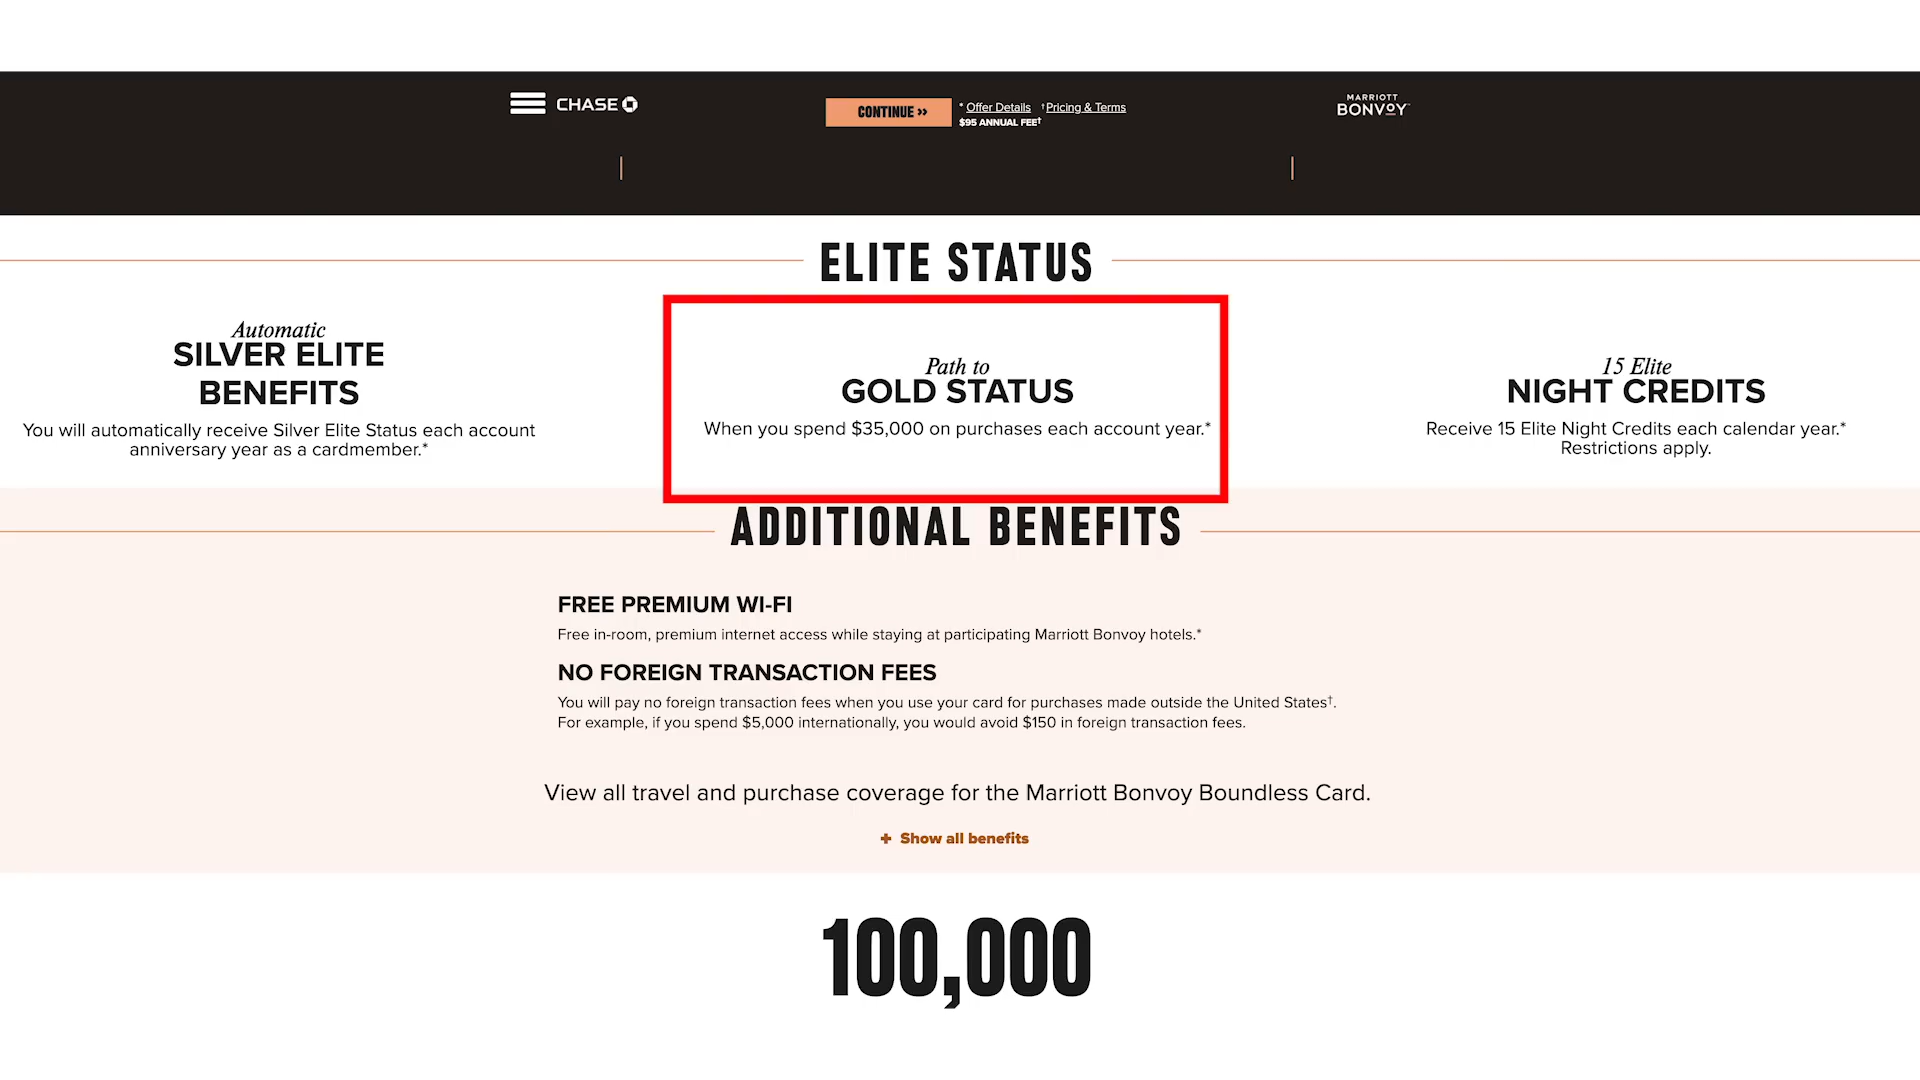 CHASE
CONTINUE »
* Offer Details †Pricing & Terms
$95 ANNUAL FEE†
MARRIOTT
BONVOY
ELITE STATUS
Automatic
SILVER ELITE
BENEFITS
You will automatically receive Silver Elite Status each account
anniversary year as a cardmember.*
Path to
GOLD STATUS
When you spend $35,000 on purchases each account year.*
15 Elite
NIGHT CREDITS
Receive 15 Elite Night Credits each calendar year.*
Restrictions apply.
ADDITIONAL BENEFITS
FREE PREMIUM WI-FI
Free in-room, premium internet access while staying at participating Marriott Bonvoy hotels.*
NO FOREIGN TRANSACTION FEES
You will pay no foreign transaction fees when you use your card for purchases made outside the United States†.
For example, if you spend $5,000 internationally, you would avoid $150 in foreign transaction fees.
View all travel and purchase coverage for the Marriott Bonvoy Boundless Card.
+ Show all benefits
100,000